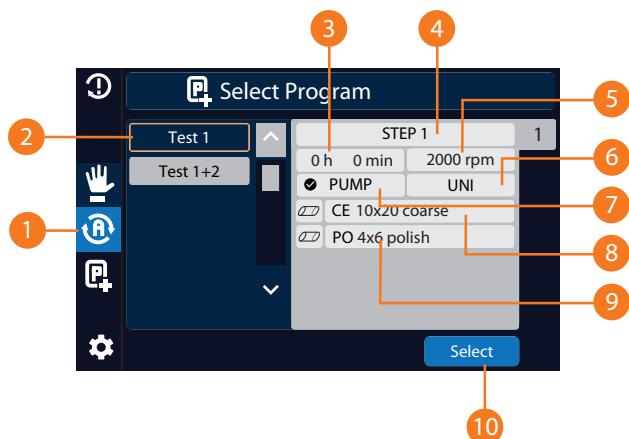 3
4
Select Program
5
2
Test 1
STEP 1
1
0 h 0 min
2000 rpm
6
Test 1+2
PUMP
UNI
7
1
A
CE 10x20 coarse
8
PO 4x6 polish
9
P
Select
10